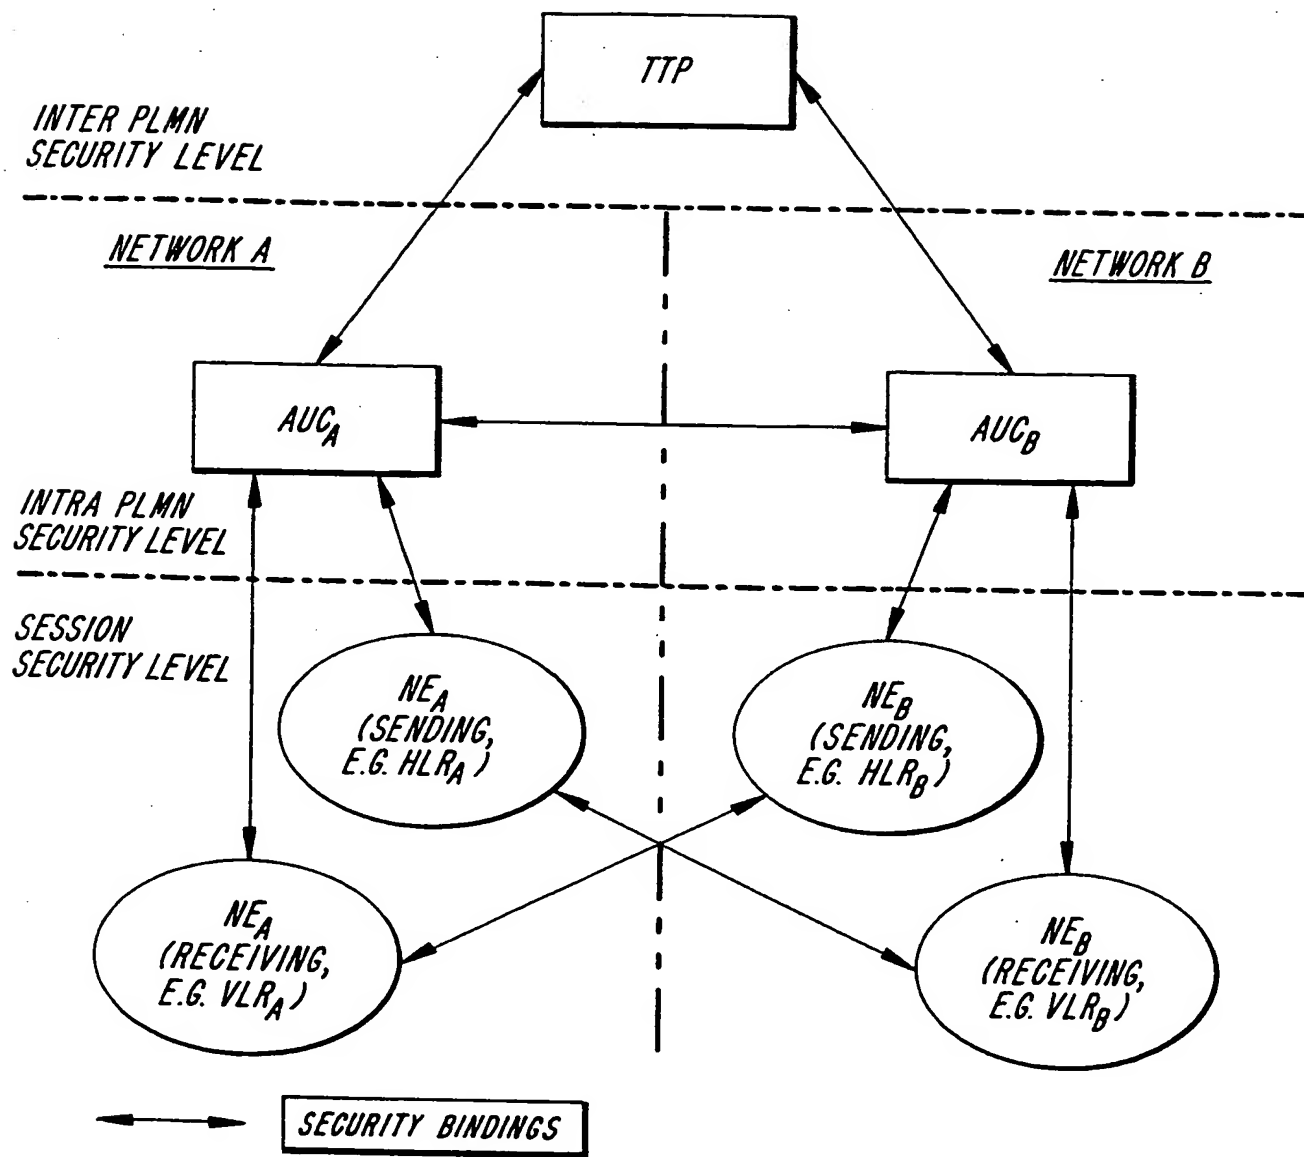 TTP
INTER PLMN
SECURITY LEVEL
NETWORK A
NETWORK B
AUC_A
AUC_B
INTRA PLMN
SECURITY LEVEL
SESSION
SECURITY LEVEL
NE_A
(SENDING,
E.G. HLR_A)
NE_B
(SENDING,
E.G. HLR_B)
NE_A
(RECEIVING,
E.G. VLR_A)
NE_B
(RECEIVING,
E.G. VLR_B)
SECURITY BINDINGS